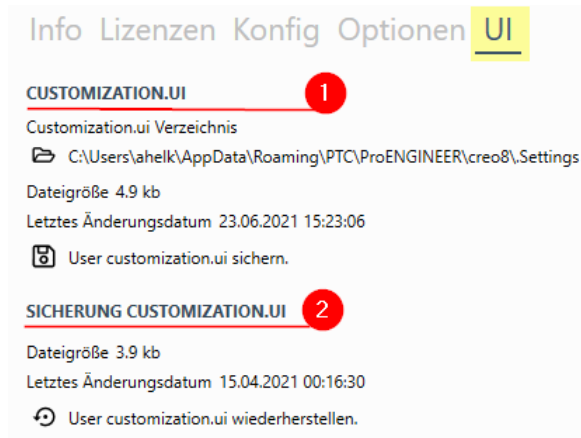 Info Lizenzen Konfig Optionen UI
CUSTOMIZATION.UI 1
Customization.ui Verzeichnis
C:\Users\ahelk\AppData\Roaming\PTC\ProENGINEER\creo8\.Settings
Dateigröße 4.9 kb
Letztes Änderungsdatum 23.06.2021 15:23:06
User customization.ui sichern.
SICHERUNG CUSTOMIZATION.UI 2
Dateigröße 3.9 kb
Letztes Änderungsdatum 15.04.2021 00:16:30
User customization.ui wiederherstellen.